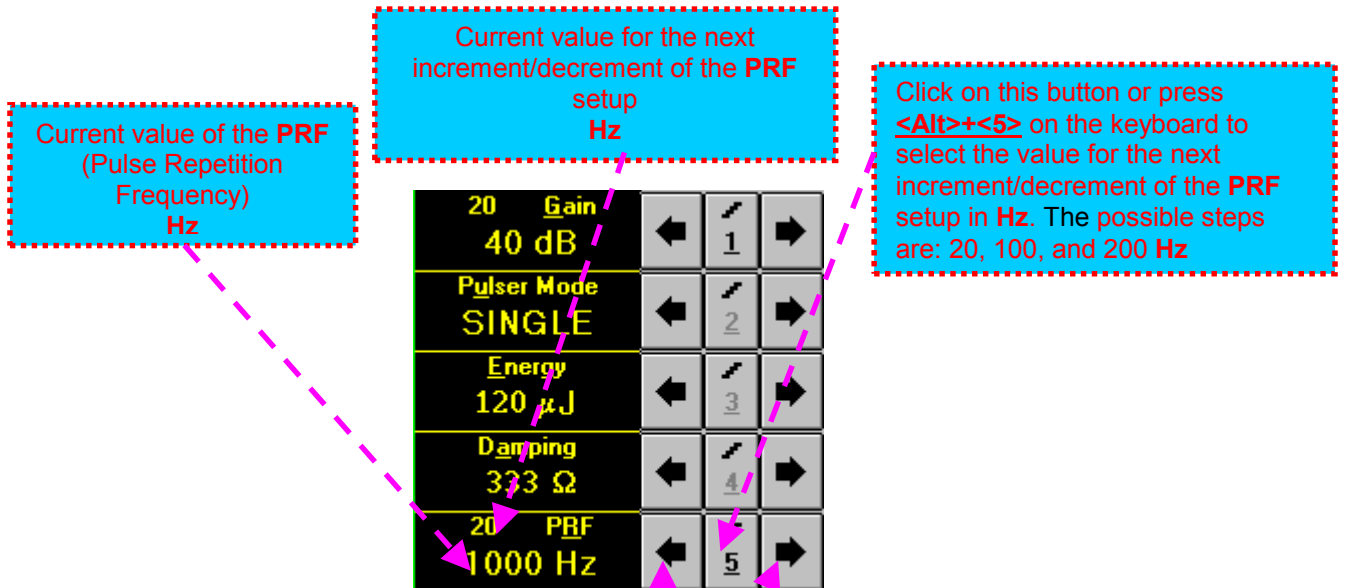 Current value for the next
increment/decrement of the PRF
setup
Hz
Current value of the PRF
(Pulse Repetition
Frequency)
Hz
Click on this button or press
<Alt>+<5> on the keyboard to
select the value for the next
increment/decrement of the PRF
setup in Hz. The possible steps
are: 20, 100, and 200 Hz
20 Gain
40 dB
1
Pulser Mode
SINGLE
2
Energy
120 µJ
3
Damping
333 Ω
4
20 PRF
1000 Hz
5